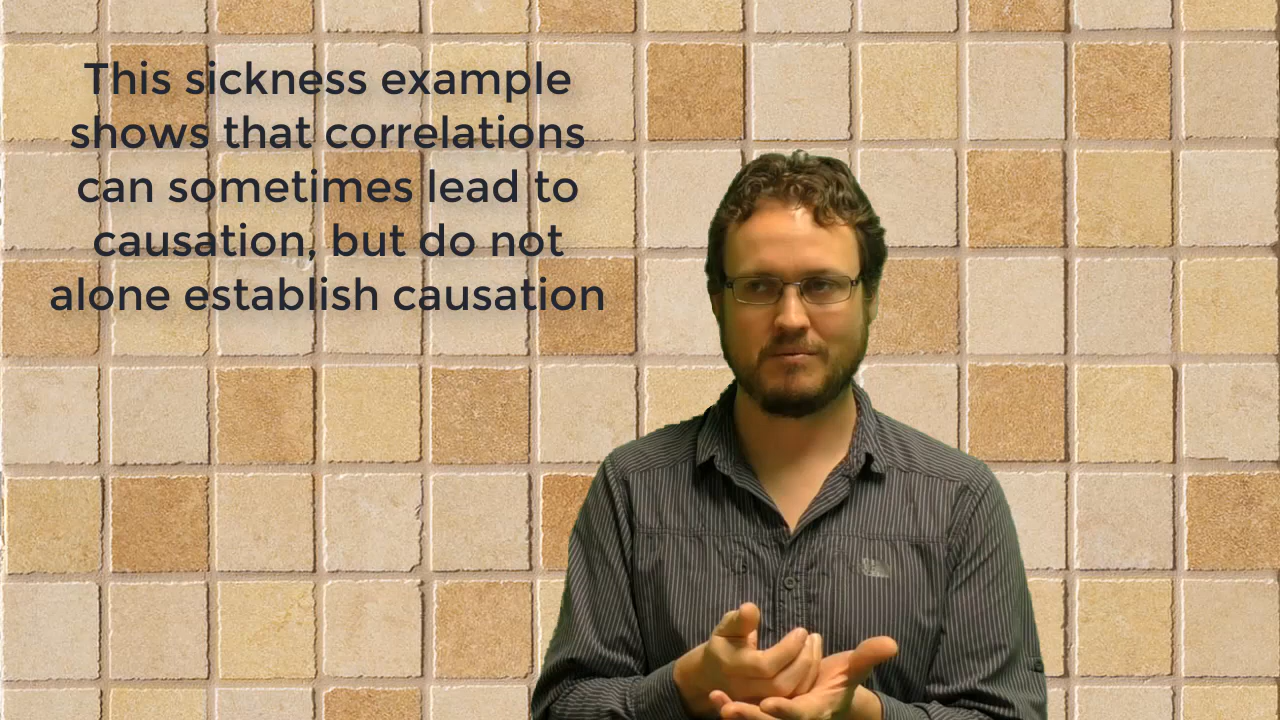 This sickness example
shows that correlations
can sometimes lead to
causation, but do not
alone establish causation